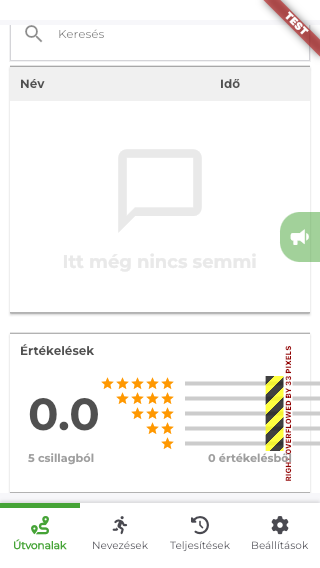 TEST
Keresés
Név Idő
Itt még nincs semmi
Értékelések
0.0
RIGHT OVERFLOWED BY 33 PIXELS
5 csillagból 0 értékelésbő
Útvonalak Nevezések Teljesítések Beállítások